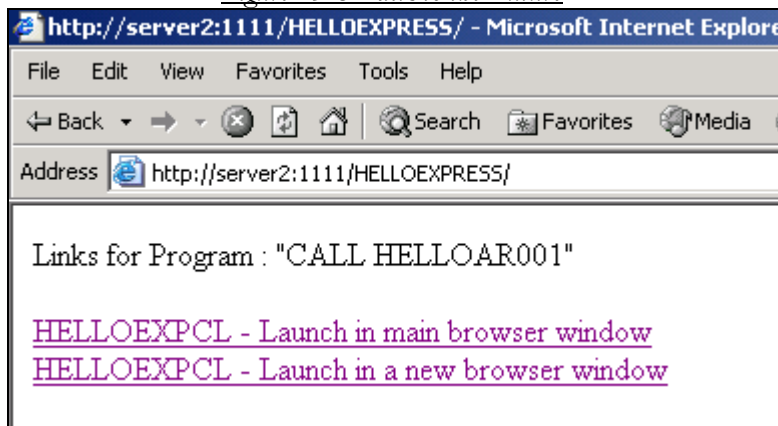 http://server2:1111/HELLOEXPRESS/ - Microsoft Internet Explore
File Edit View Favorites Tools Help
Back Search Favorites Media
Address http://server2:1111/HELLOEXPRESS/
Links for Program : "CALL HELLOAR001"
HELLOEXPCL - Launch in main browser window
HELLOEXPCL - Launch in a new browser window